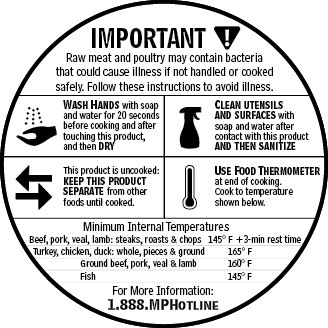 IMPORTANT !
Raw meat and poultry may contain bacteria
that could cause illness if not handled or cooked
safely. Follow these instructions to avoid illness.
WASH HANDS with soap
and water for 20 seconds
before cooking and after
touching this product,
and then DRY
CLEAN UTENSILS
AND SURFACES with
soap and water after
contact with this product
AND THEN SANITIZE
This product is uncooked:
KEEP THIS PRODUCT
SEPARATE from other
foods until cooked.
USE FOOD THERMOMETER
at end of cooking.
Cook to temperature
shown below.
Minimum Internal Temperatures
Beef, pork, veal, lamb: steaks, roasts & chops 145° F +3-min rest time
Turkey, chicken, duck: whole, pieces & ground 165° F
Ground beef, pork, veal & lamb 160° F
Fish 145° F
For More Information:
1.888.MPHOTLINE